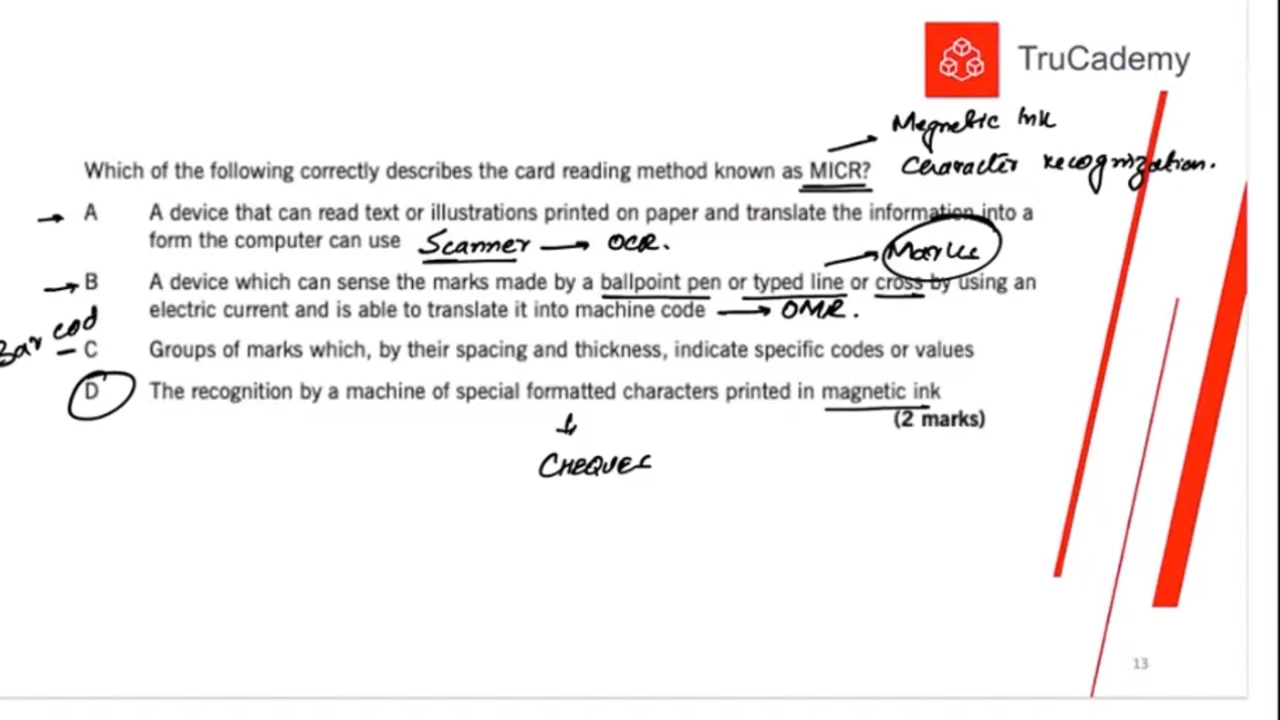 TruCademy
Megnetic Ink
Which of the following correctly describes the card reading method known as MICR? Ceracter recognization.
A A device that can read text or illustrations printed on paper and translate the information into a
form the computer can use Scanner → OCR.
Marks
B A device which can sense the marks made by a ballpoint pen or typed line or cross by using an
electric current and is able to translate it into machine code → OMR.
Bar cod
C Groups of marks which, by their spacing and thickness, indicate specific codes or values
D The recognition by a machine of special formatted characters printed in magnetic ink
(2 marks)
CHEQUES
13